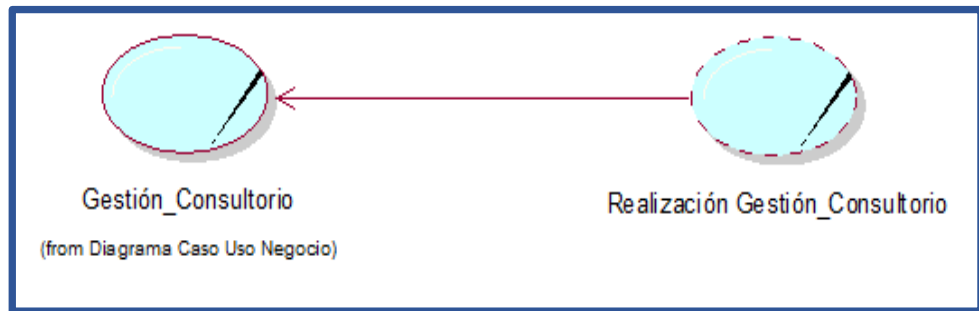 Gestión_Consultorio
(from Diagrama Caso Uso Negocio)
Realización Gestión_Consultorio